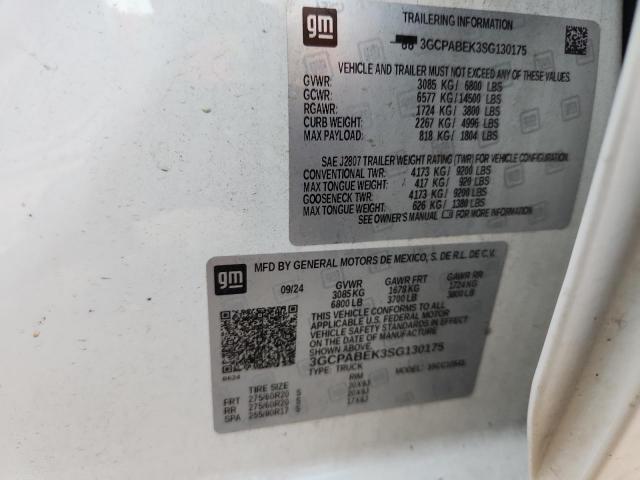 gm
TRAILERING INFORMATION
3GCPABEK3SG130175
VEHICLE AND TRAILER MUST NOT EXCEED ANY OF THESE VALUES
GVWR: 3085 KG / 6800 LBS
GCWR: 6577 KG / 14500 LBS
RGAWR: 1724 KG / 3800 LBS
CURB WEIGHT: 2267 KG / 4996 LBS
MAX PAYLOAD: 818 KG / 1804 LBS
SAE J2807 TRAILER WEIGHT RATING (TWR) FOR VEHICLE CONFIGURATION.
CONVENTIONAL TWR: 4173 KG / 9200 LBS
MAX TONGUE WEIGHT: 417 KG / 920 LBS
GOOSENECK TWR: 4173 KG / 9200 LBS
MAX TONGUE WEIGHT: 626 KG / 1380 LBS
SEE OWNER'S MANUAL FOR MORE INFORMATION
gm
MFD BY GENERAL MOTORS DE MEXICO, S. DE R.L. DE C.V.
09/24 GVWR GAWR FRT GAWR RR
3085 KG 1678 KG 1724 KG
6800 LB 3700 LB 3800 LB
THIS VEHICLE CONFORMS TO ALL
APPLICABLE U.S. FEDERAL MOTOR
VEHICLE SAFETY STANDARDS IN EFFECT
ON THE DATE OF MANUFACTURE
SHOWN ABOVE.
3GCPABEK3SG130175
TYPE: TRUCK MODEL:
TIRE SIZE RIM
FRT 275/60R20 S 20X9J
RR 275/60R20 S 20X9J
SPA 255/80R17 S 17X8J